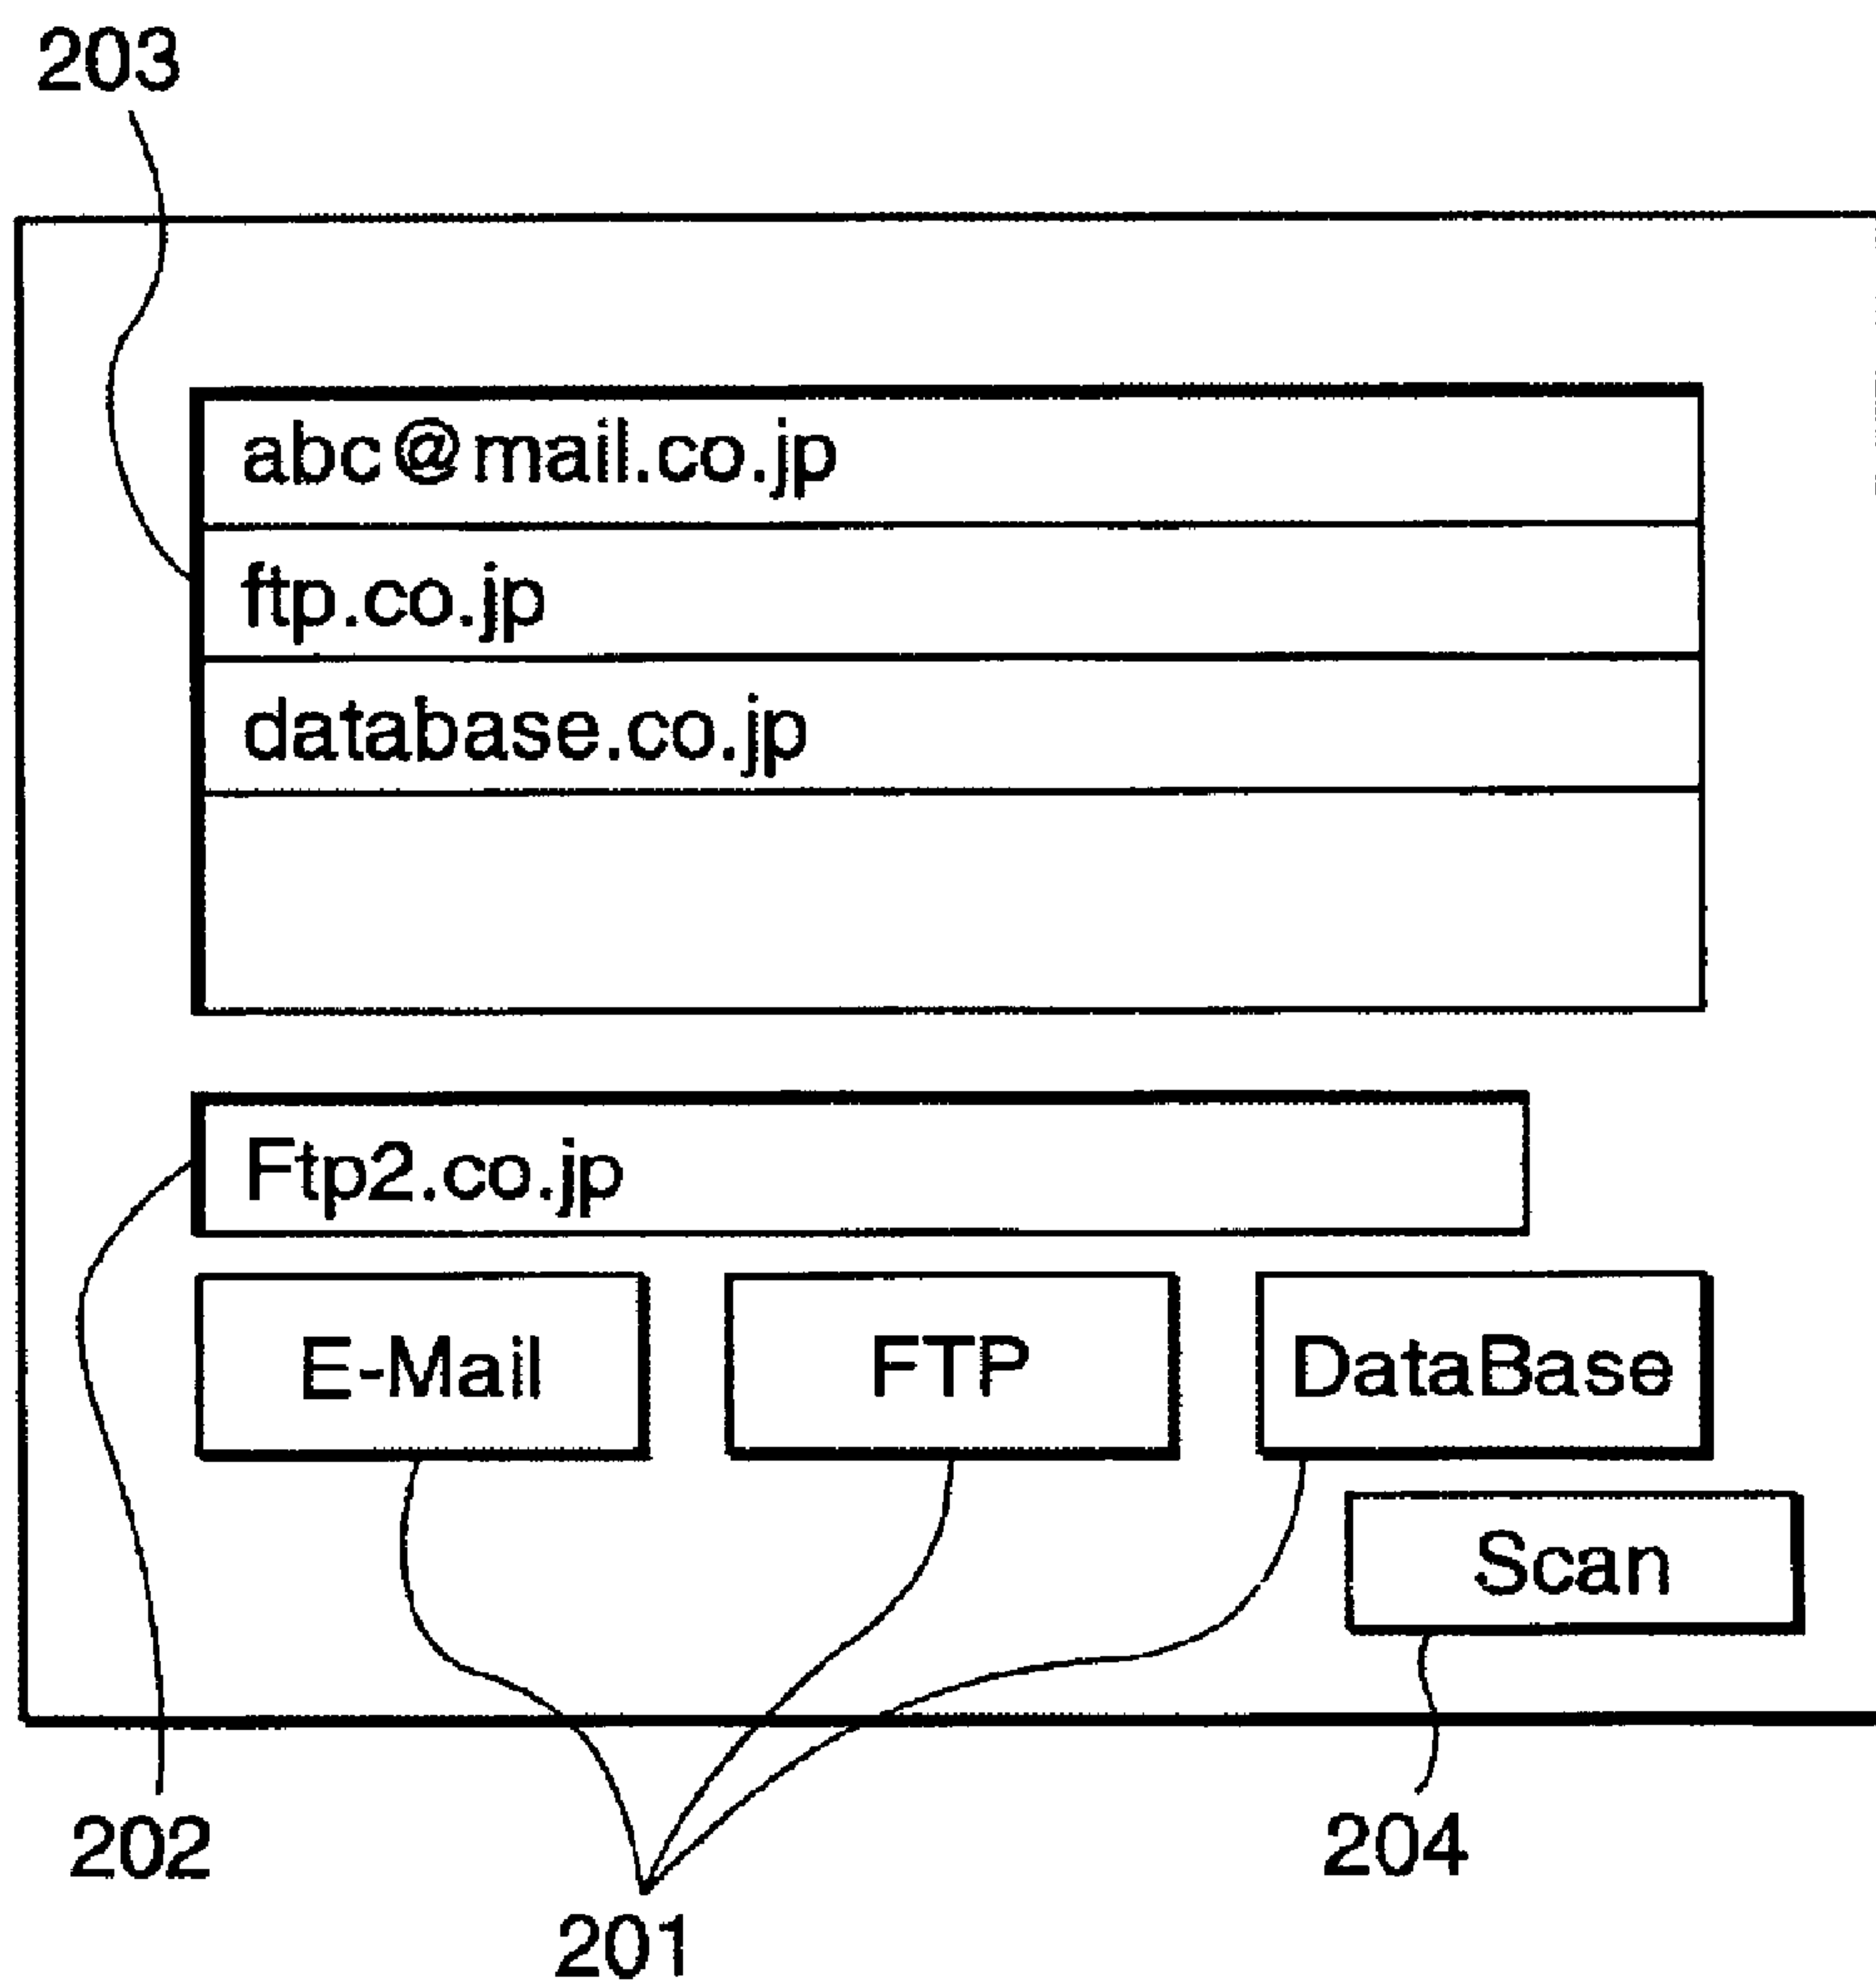 203
abc@mail.co.jp
ftp.co.jp
database.co.jp
Ftp2.co.jp
E-Mail FTP DataBase
Scan
202 204
201